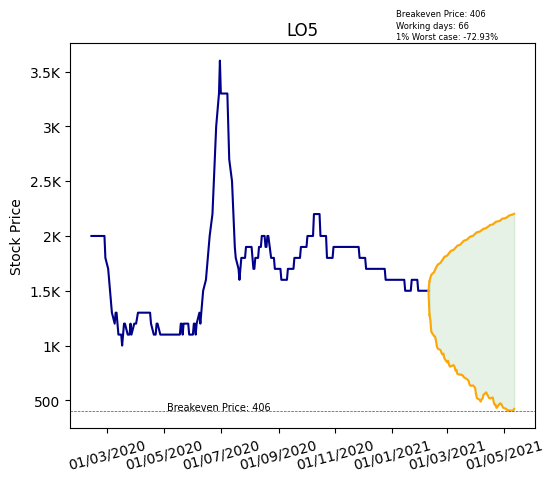 Breakeven Price: 406
Working days: 66
1% Worst case: -72.93%
LO5
Stock Price
3.5K
3K
2.5K
2K
1.5K
1K
500
Breakeven Price: 406
01/03/2020
01/05/2020
01/07/2020
01/09/2020
01/11/2020
01/01/2021
01/03/2021
01/05/2021